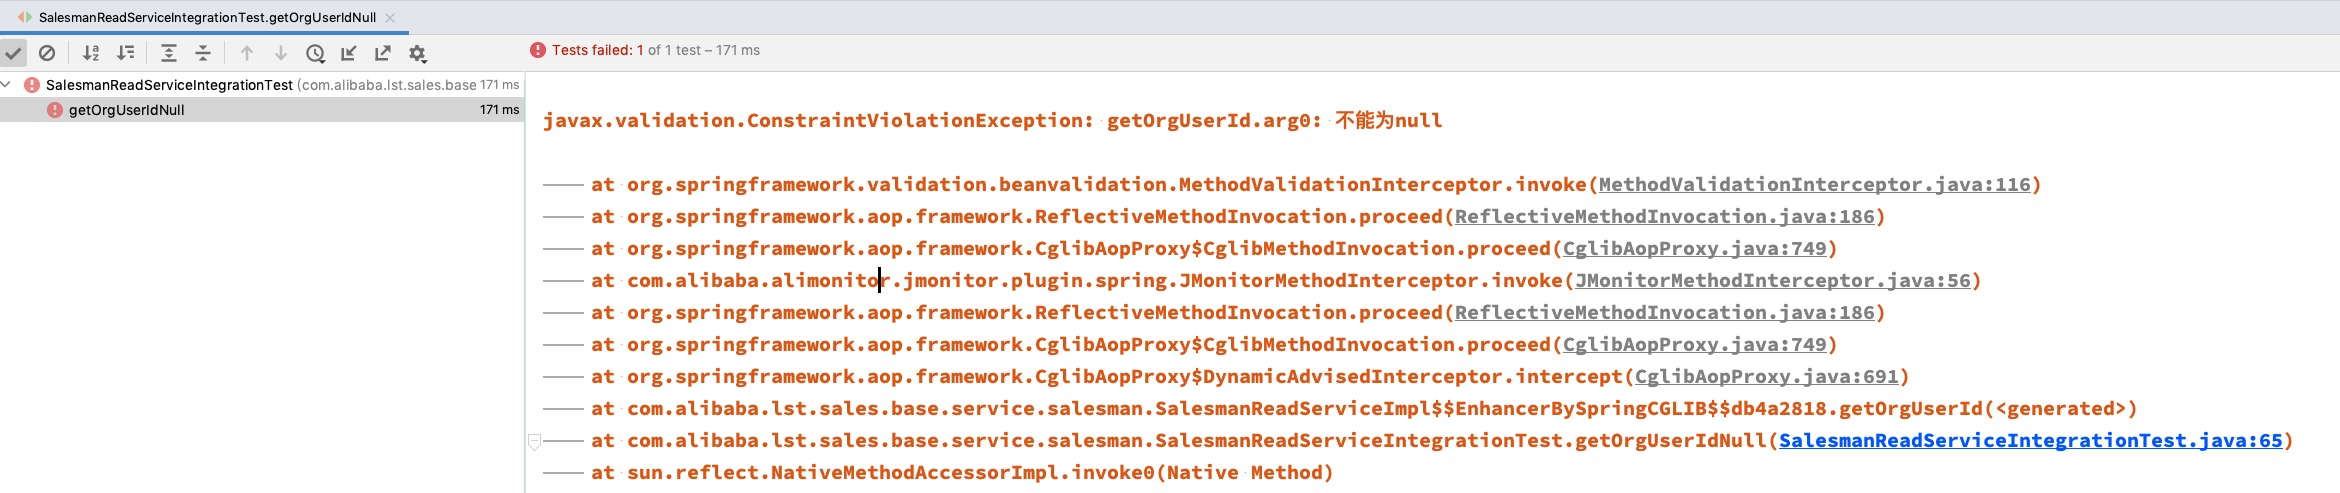 SalesmanReadServiceIntegrationTest.getOrgUserIdNull
Tests failed: 1 of 1 test – 171 ms
SalesmanReadServiceIntegrationTest (com.alibaba.lst.sales.base 171 ms
getOrgUserIdNull 171 ms
javax.validation.ConstraintViolationException: getOrgUserId.arg0: 不能为null
at org.springframework.validation.beanvalidation.MethodValidationInterceptor.invoke(MethodValidationInterceptor.java:116)
at org.springframework.aop.framework.ReflectiveMethodInvocation.proceed(ReflectiveMethodInvocation.java:186)
at org.springframework.aop.framework.CglibAopProxy$CglibMethodInvocation.proceed(CglibAopProxy.java:749)
at com.alibaba.alimonitor.jmonitor.plugin.spring.JMonitorMethodInterceptor.invoke(JMonitorMethodInterceptor.java:56)
at org.springframework.aop.framework.ReflectiveMethodInvocation.proceed(ReflectiveMethodInvocation.java:186)
at org.springframework.aop.framework.CglibAopProxy$CglibMethodInvocation.proceed(CglibAopProxy.java:749)
at org.springframework.aop.framework.CglibAopProxy$DynamicAdvisedInterceptor.intercept(CglibAopProxy.java:691)
at com.alibaba.lst.sales.base.service.salesman.SalesmanReadServiceImpl$$EnhancerBySpringCGLIB$$db4a2818.getOrgUserId(<generated>)
at com.alibaba.lst.sales.base.service.salesman.SalesmanReadServiceIntegrationTest.getOrgUserIdNull(SalesmanReadServiceIntegrationTest.java:65)
at sun.reflect.NativeMethodAccessorImpl.invoke0(Native Method)